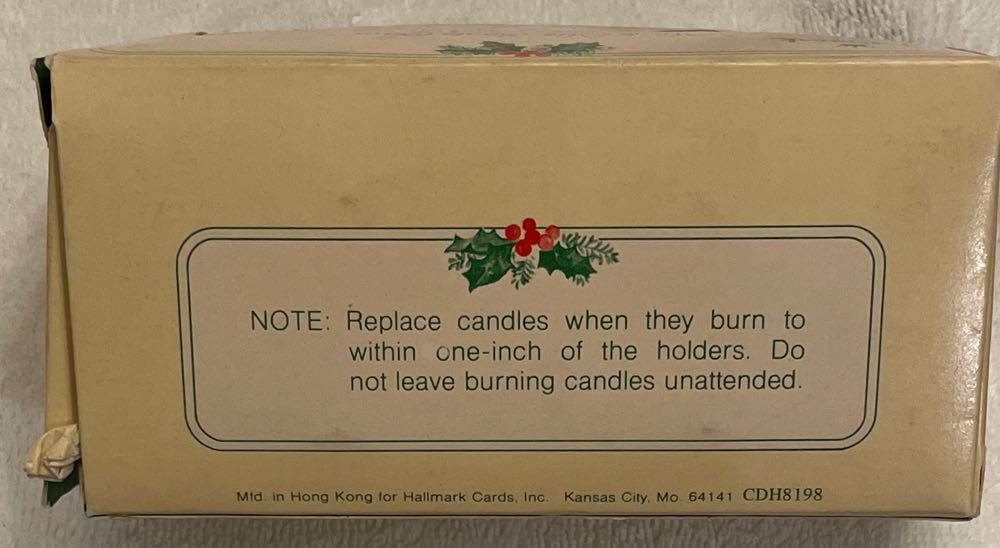 NOTE: Replace candles when they burn to
within one-inch of the holders. Do
not leave burning candles unattended.
Mfd. in Hong Kong for Hallmark Cards, Inc. Kansas City, Mo. 64141 CDH8198